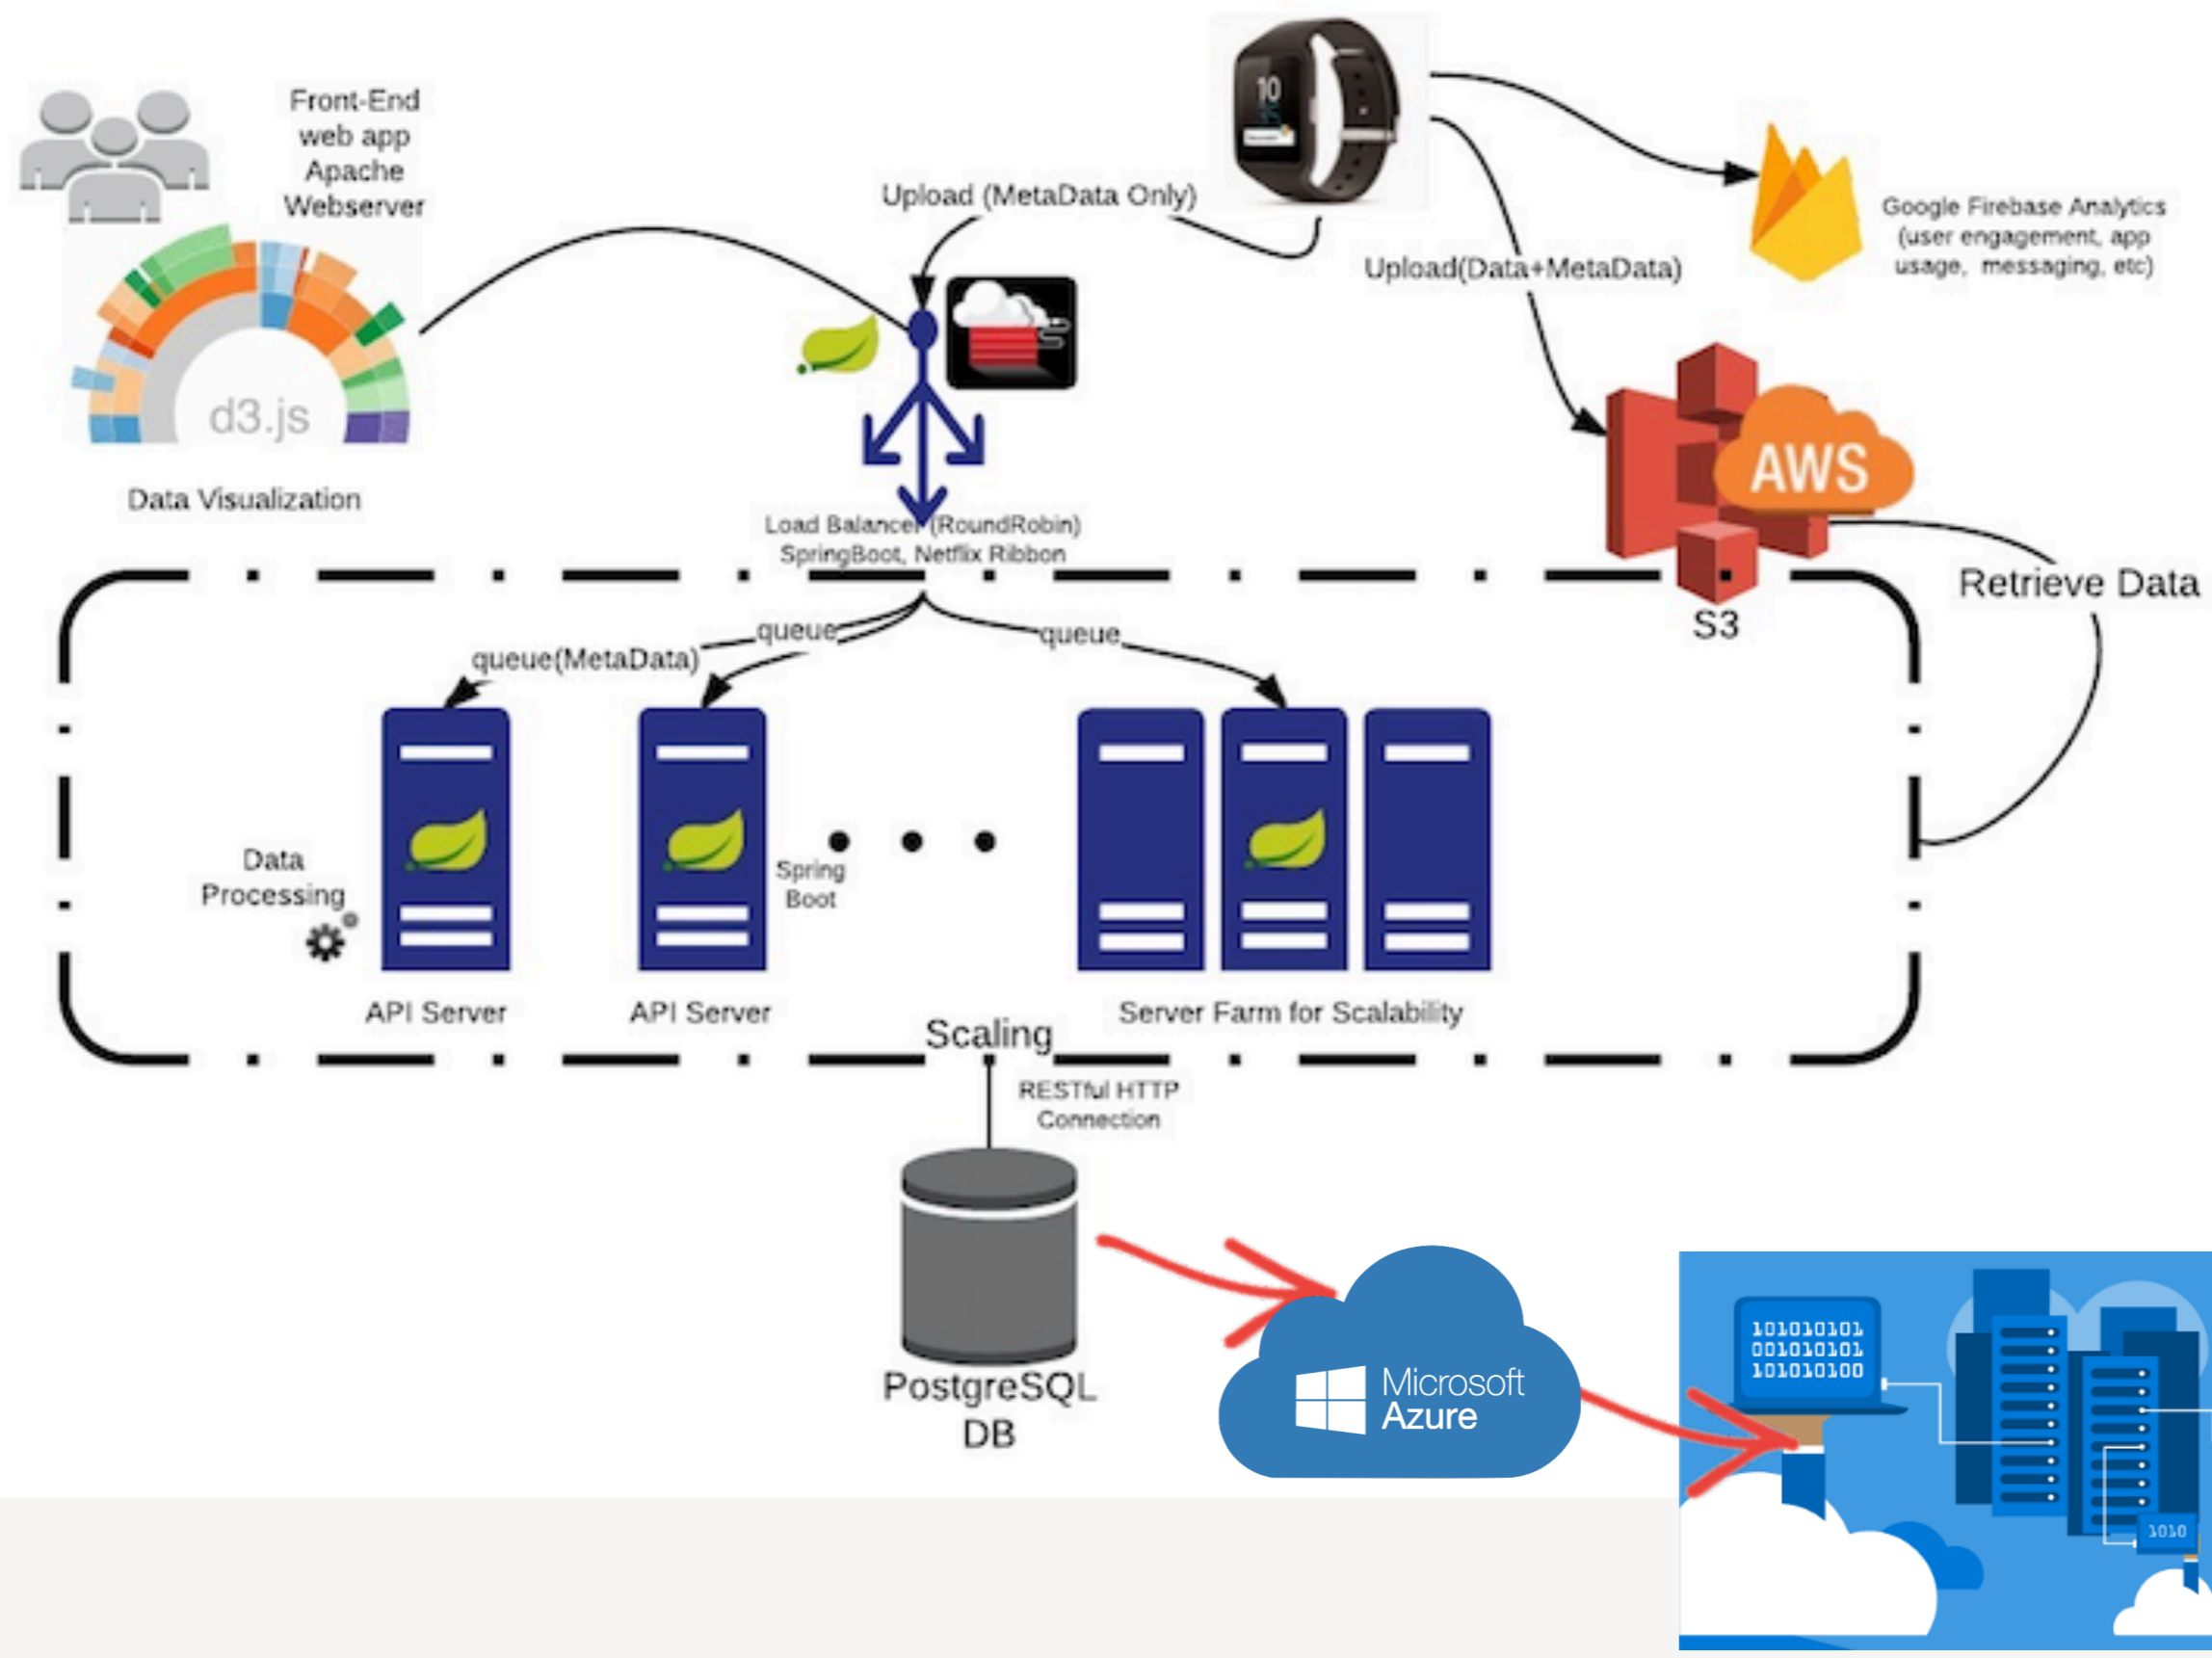 Front-End
web app
Apache
Webserver
d3.js
Data Visualization
10
Upload (MetaData Only)
Upload(Data+MetaData)
Google Firebase Analytics
(user engagement, app
usage, messaging, etc)
AWS
S3
Retrieve Data
Load Balancer (RoundRobin)
SpringBoot, Netflix Ribbon
queue
queue
queue(MetaData)
Data
Processing
Spring
Boot
API Server
API Server
Server Farm for Scalability
Scaling
RESTful HTTP
Connection
PostgreSQL
DB
Microsoft
Azure
101010101
001010101
101010100
1010